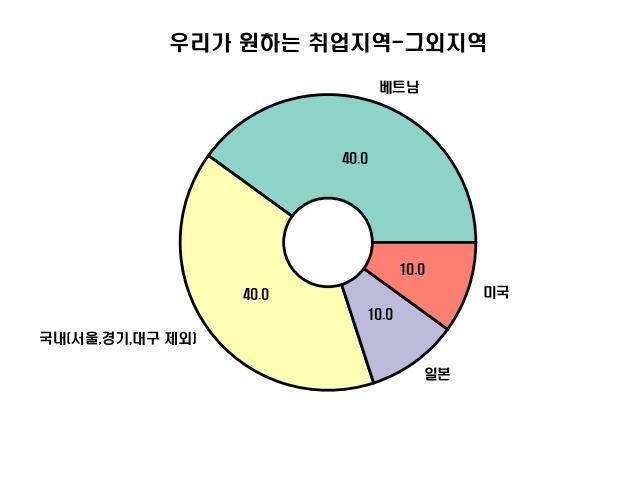 우리가 원하는 취업지역-그외지역
베트남
40.0
10.0
미국
40.0
10.0
국내(서울,경기,대구 제외)
일본